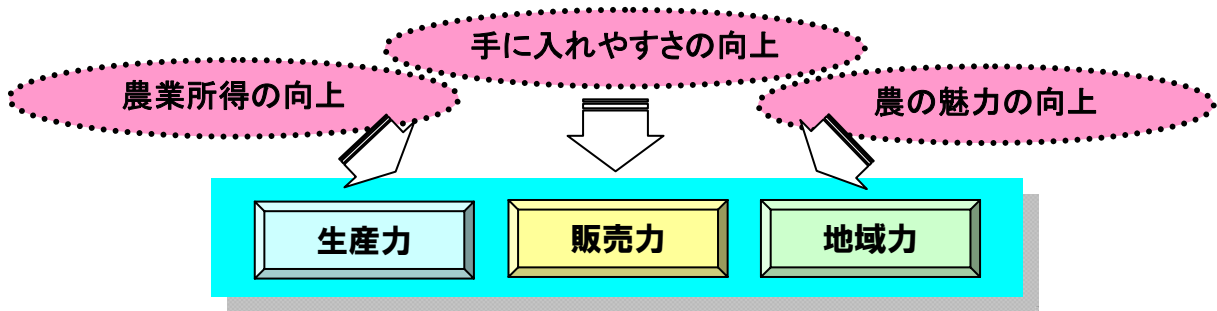 手に入れやすさの向上
農業所得の向上
農の魅力の向上
生産力
販売力
地域力